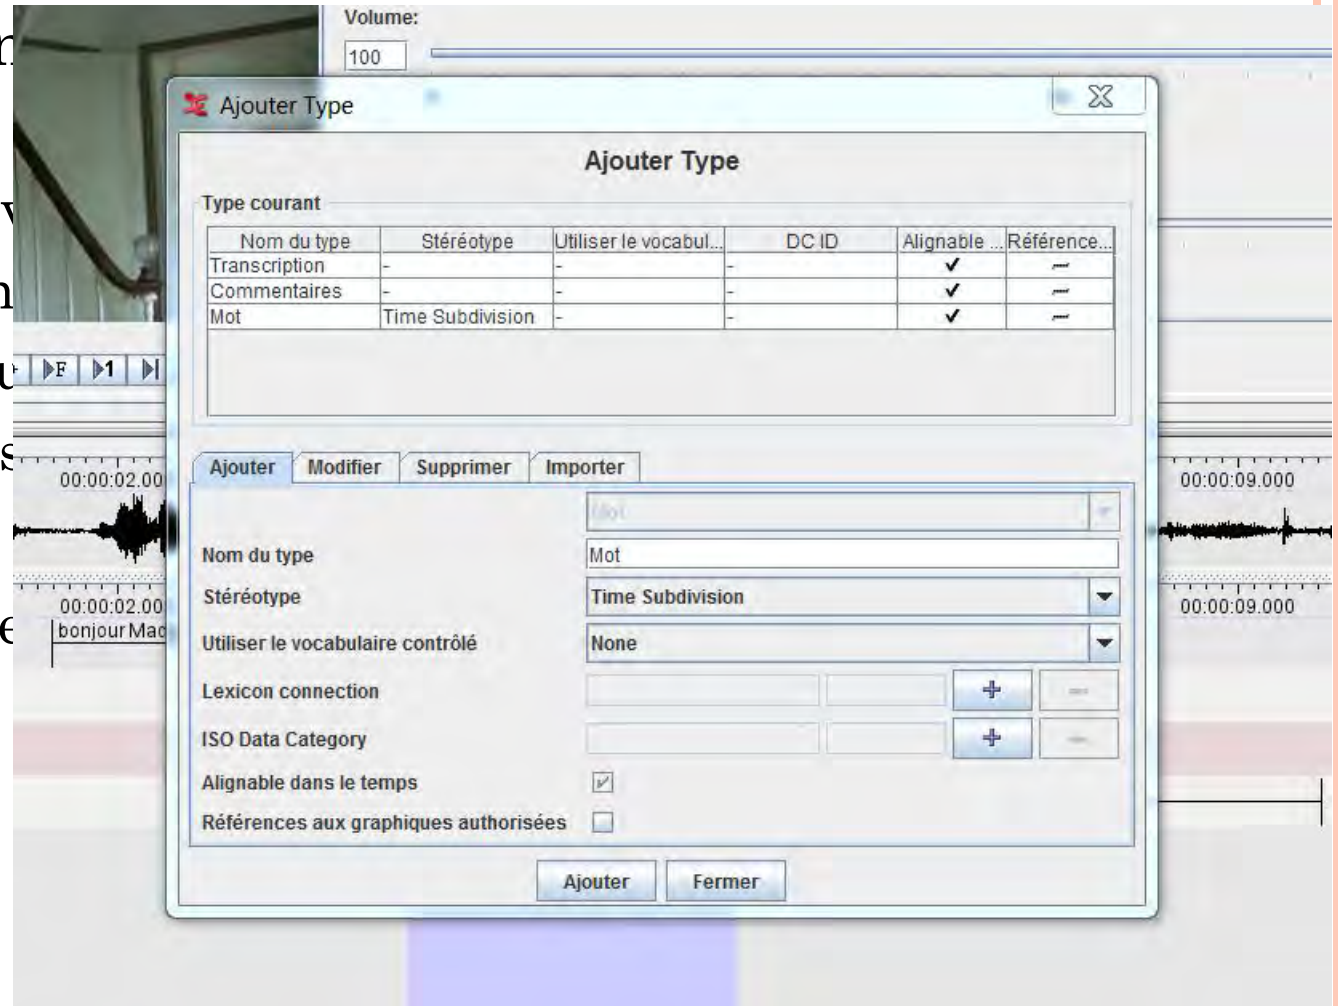 Volume:
100
Ajouter Type
Ajouter Type
Type courant
Nom du type Stéréotype Utiliser le vocabul... DC ID Alignable ... Référence...
Transcription - - - ✓ —
Commentaires - - - ✓ —
Mot Time Subdivision - - ✓ —
F 1
Ajouter Modifier Supprimer Importer
00:00:02.00 00:00:09.000
Mot
Nom du type Mot
Stéréotype Time Subdivision
00:00:02.00 00:00:09.000
bonjour Mad
Utiliser le vocabulaire contrôlé None
Lexicon connection + -
ISO Data Category + -
Alignable dans le temps
Références aux graphiques authorisées
Ajouter Fermer